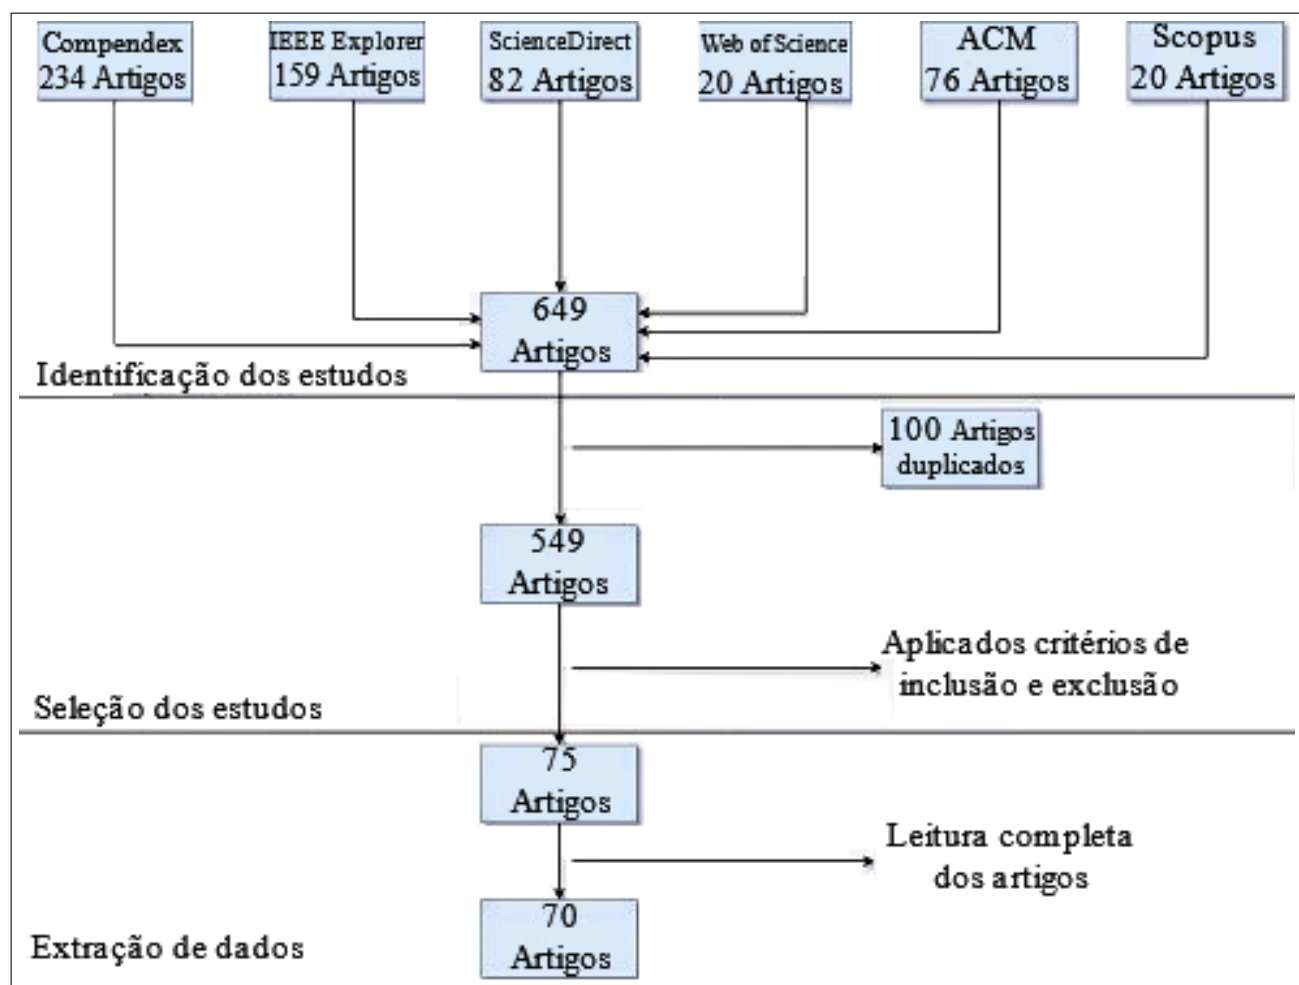 Compendex
234 Artigos
IEEE Explorer
159 Artigos
ScienceDirect
82 Artigos
Web of Science
20 Artigos
ACM
76 Artigos
Scopus
20 Artigos
649
Artigos
Identificação dos estudos
100 Artigos
duplicados
549
Artigos
Aplicados critérios de
inclusão e exclusão
Seleção dos estudos
75
Artigos
Leitura completa
dos artigos
70
Artigos
Extração de dados